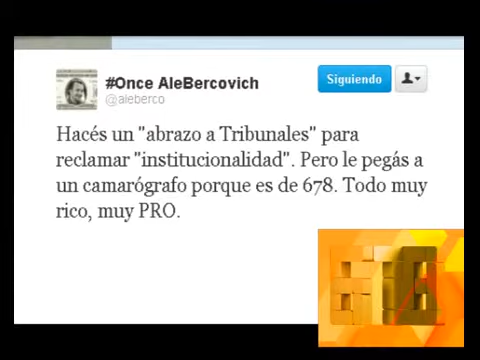 #Once AleBercovich
@aleberco
Siguiendo
Hacés un "abrazo a Tribunales" para
reclamar "institucionalidad". Pero le pegás a
un camarógrafo porque es de 678. Todo muy
rico, muy PRO.